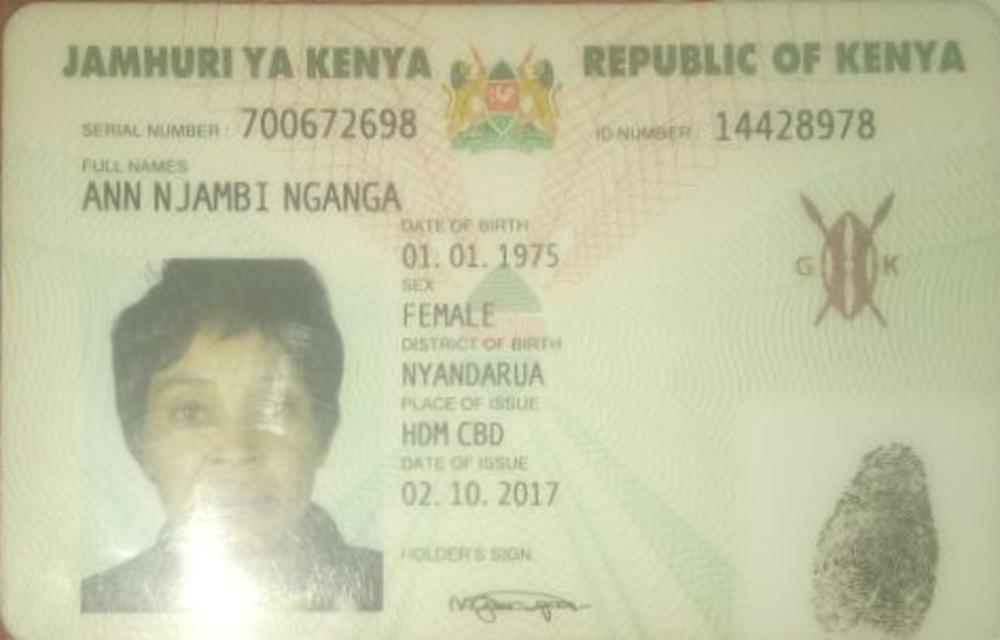 JAMHURI YA KENYA REPUBLIC OF KENYA
SERIAL NUMBER : 700672698 ID NUMBER : 14428978
FULL NAMES
ANN NJAMBI NGANGA
DATE OF BIRTH
01. 01. 1975
SEX
FEMALE
DISTRICT OF BIRTH
NYANDARUA
PLACE OF ISSUE
HDM CBD
DATE OF ISSUE
02. 10. 2017
HOLDER'S SIGN.
G K